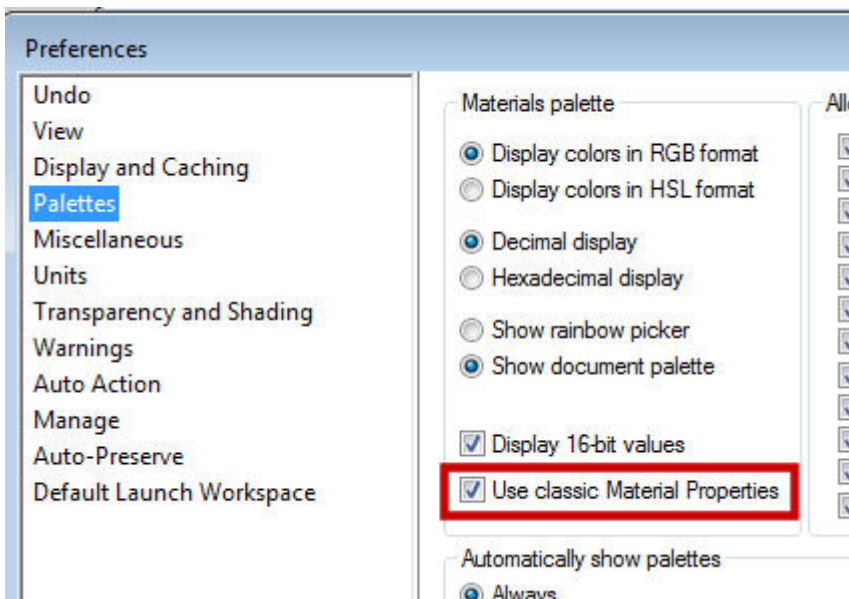 Preferences
Undo
View
Display and Caching
Palettes
Miscellaneous
Units
Transparency and Shading
Warnings
Auto Action
Manage
Auto-Preserve
Default Launch Workspace
Materials palette
Display colors in RGB format
Display colors in HSL format
Decimal display
Hexadecimal display
Show rainbow picker
Show document palette
Display 16-bit values
Use classic Material Properties
Automatically show palettes
Always